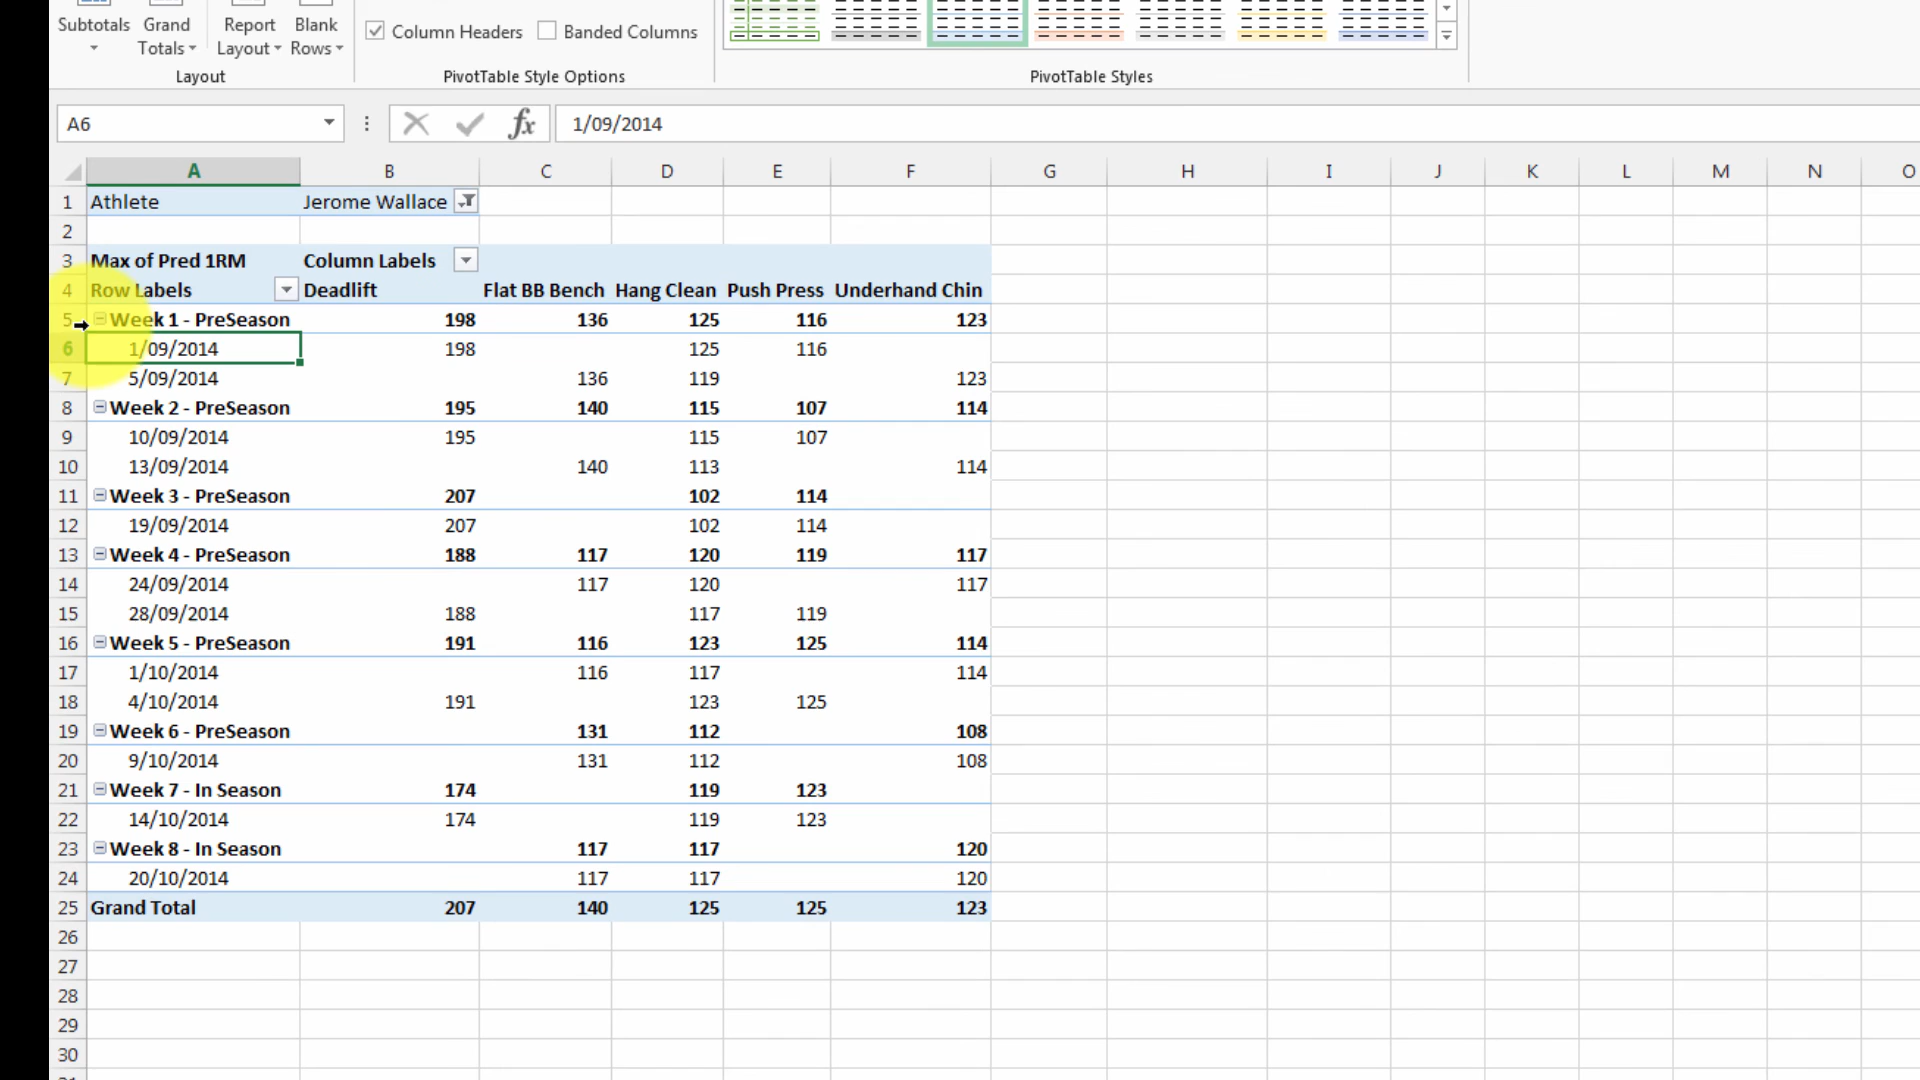 Subtotals Grand Totals Report Layout Blank Rows
Column Headers Banded Columns
Layout PivotTable Style Options PivotTable Styles
A6 fx 1/09/2014
A B C D E F G H I J K L M N O
1 Athlete Jerome Wallace
2
3 Max of Pred 1RM Column Labels
4 Row Labels Deadlift Flat BB Bench Hang Clean Push Press Underhand Chin
5 Week 1 - PreSeason 198 136 125 116 123
6 1/09/2014 198 125 116
7 5/09/2014 136 119 123
8 Week 2 - PreSeason 195 140 115 107 114
9 10/09/2014 195 115 107
10 13/09/2014 140 113 114
11 Week 3 - PreSeason 207 102 114
12 19/09/2014 207 102 114
13 Week 4 - PreSeason 188 117 120 119 117
14 24/09/2014 117 120 117
15 28/09/2014 188 117 119
16 Week 5 - PreSeason 191 116 123 125 114
17 1/10/2014 116 117 114
18 4/10/2014 191 123 125
19 Week 6 - PreSeason 131 112 108
20 9/10/2014 131 112 108
21 Week 7 - In Season 174 119 123
22 14/10/2014 174 119 123
23 Week 8 - In Season 117 117 120
24 20/10/2014 117 117 120
25 Grand Total 207 140 125 125 123
26
27
28
29
30